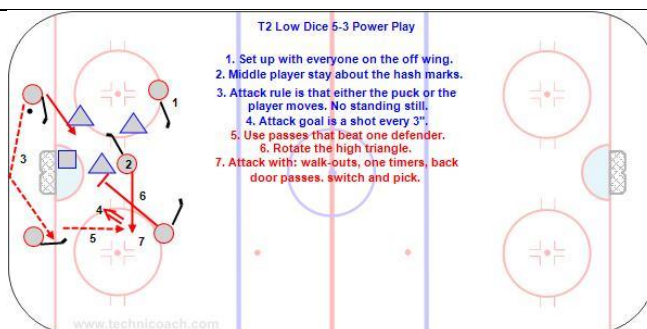 T2 Low Dice 5-3 Power Play
1. Set up with everyone on the off wing.
2. Middle player stay about the hash marks.
3. Attack rule is that either the puck or the
player moves. No standing still.
4. Attack goal is a shot every 3".
5. Use passes that beat one defender.
6. Rotate the high triangle.
7. Attack with: walk-outs, one timers, back
door passes. switch and pick.
1
2
3
6
4
5
7
www.technicoach.com